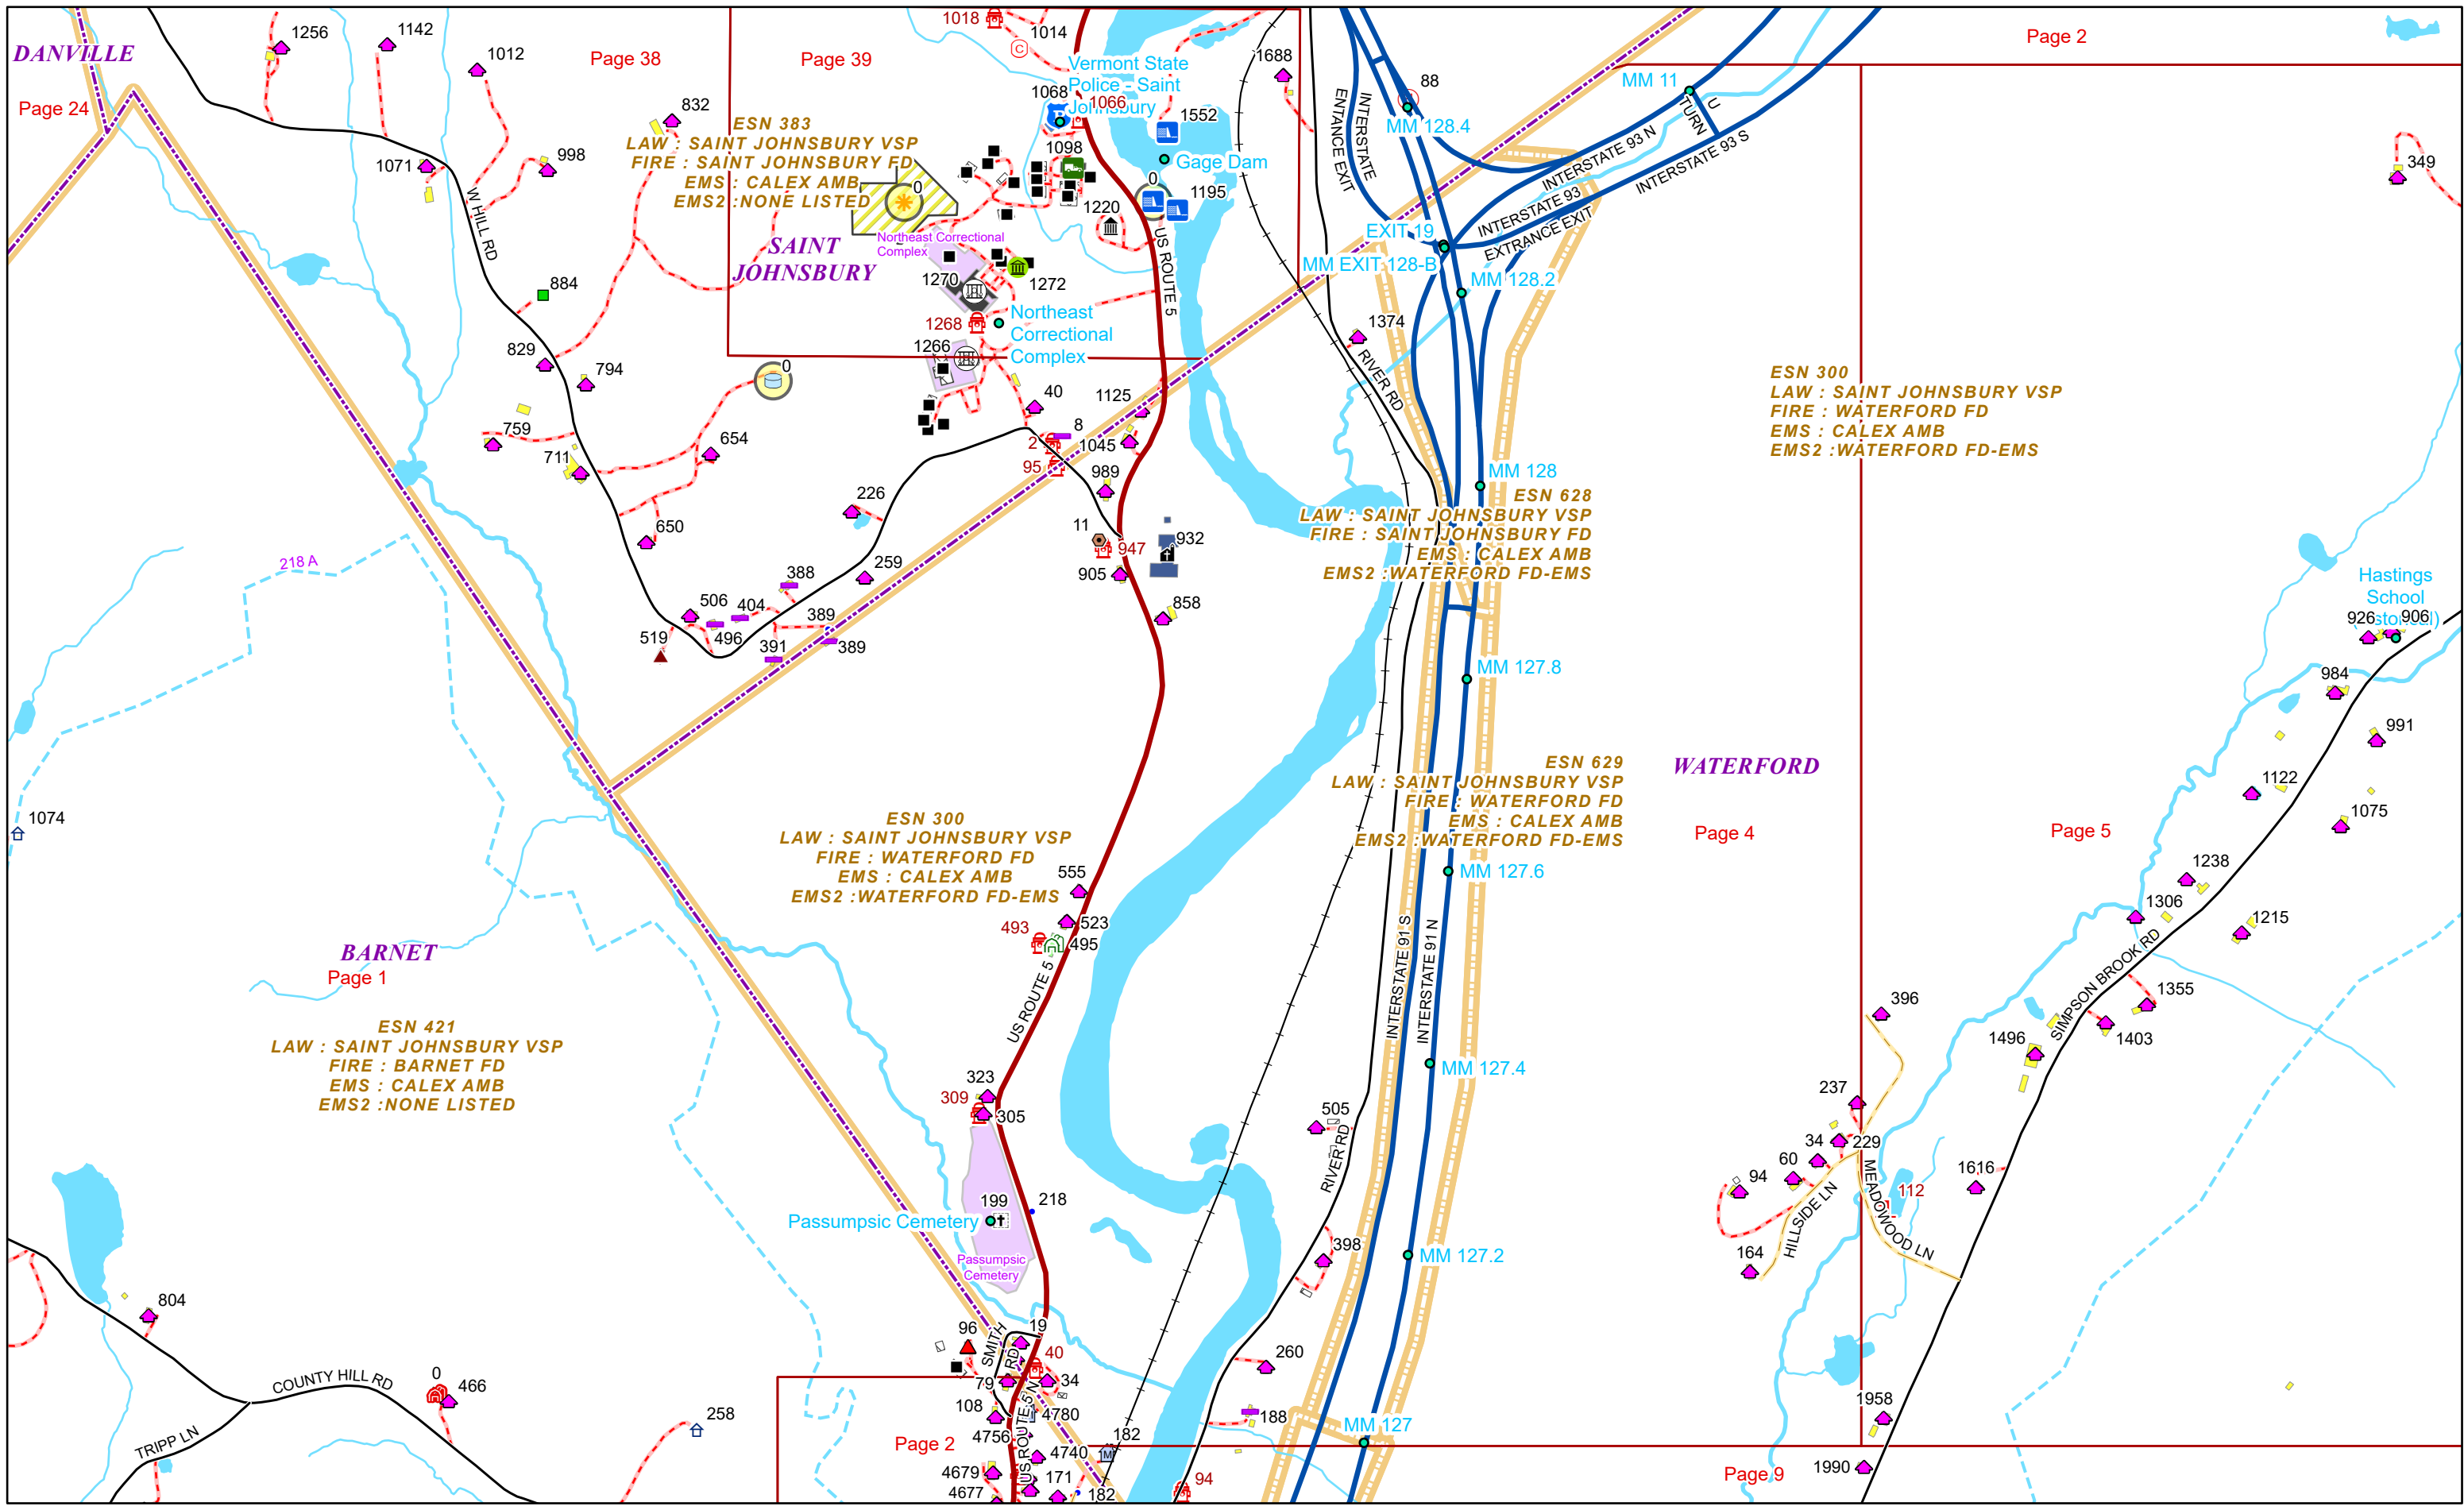 DANVILLE
Page 24
1256
1142
1012
Page 38
832
Page 39
1018
1014
Vermont State
Police - Saint
Johnsbury
1068
1066
1552
1688
88
MM 11
Page 2
349
ESN 383
LAW : SAINT JOHNSBURY VSP
FIRE : SAINT JOHNSBURY FD
EMS : CALEX AMB
EMS2 :NONE LISTED
1071
998
W HILL RD
SAINT
JOHNSBURY
0
Northeast Correctional
Complex
1098
Gage Dam
0
1195
1220
1270
1272
1268
Northeast
Correctional
Complex
1266
US ROUTE 5
INTERSTATE
ENTANCE EXIT
MM 128.4
U
TURN
INTERSTATE 93 N
INTERSTATE 93 S
INTERSTATE 93
EXTRANCE EXIT
EXIT 19
MM EXIT 128-B
MM 128.2
1374
RIVER RD
884
829
794
0
759
711
654
650
40
8
2
95
1125
1045
989
226
11
947
932
905
858
259
388
506
404
389
496
519
391
389
218 A
ESN 300
LAW : SAINT JOHNSBURY VSP
FIRE : WATERFORD FD
EMS : CALEX AMB
EMS2 :WATERFORD FD-EMS
MM 128
ESN 628
LAW : SAINT JOHNSBURY VSP
FIRE : SAINT JOHNSBURY FD
EMS : CALEX AMB
EMS2 :WATERFORD FD-EMS
MM 127.8
Hastings
School
926
906
984
991
1122
1075
1238
1306
1215
SIMPSON BROOK RD
1355
1403
1496
1074
ESN 629
LAW : SAINT JOHNSBURY VSP
FIRE : WATERFORD FD
EMS : CALEX AMB
EMS2 :WATERFORD FD-EMS
WATERFORD
Page 4
Page 5
MM 127.6
ESN 300
LAW : SAINT JOHNSBURY VSP
FIRE : WATERFORD FD
EMS : CALEX AMB
EMS2 :WATERFORD FD-EMS
555
523
493
495
US ROUTE 5
BARNET
Page 1
ESN 421
LAW : SAINT JOHNSBURY VSP
FIRE : BARNET FD
EMS : CALEX AMB
EMS2 :NONE LISTED
INTERSTATE 91 S
INTERSTATE 91 N
MM 127.4
323
309
305
505
RIVER RD
396
237
34
229
60
94
MEADOWOOD LN
112
1616
HILLSIDE LN
164
199
218
Passumpsic Cemetery
Passumpsic
Cemetery
398
MM 127.2
804
COUNTY HILL RD
0
466
TRIPP LN
258
96
SMITH RD
19
40
79
34
108
4780
US ROUTE 5 N
4756
4740
182
Page 2
4679
171
4677
182
94
260
188
MM 127
1958
Page 9
1990